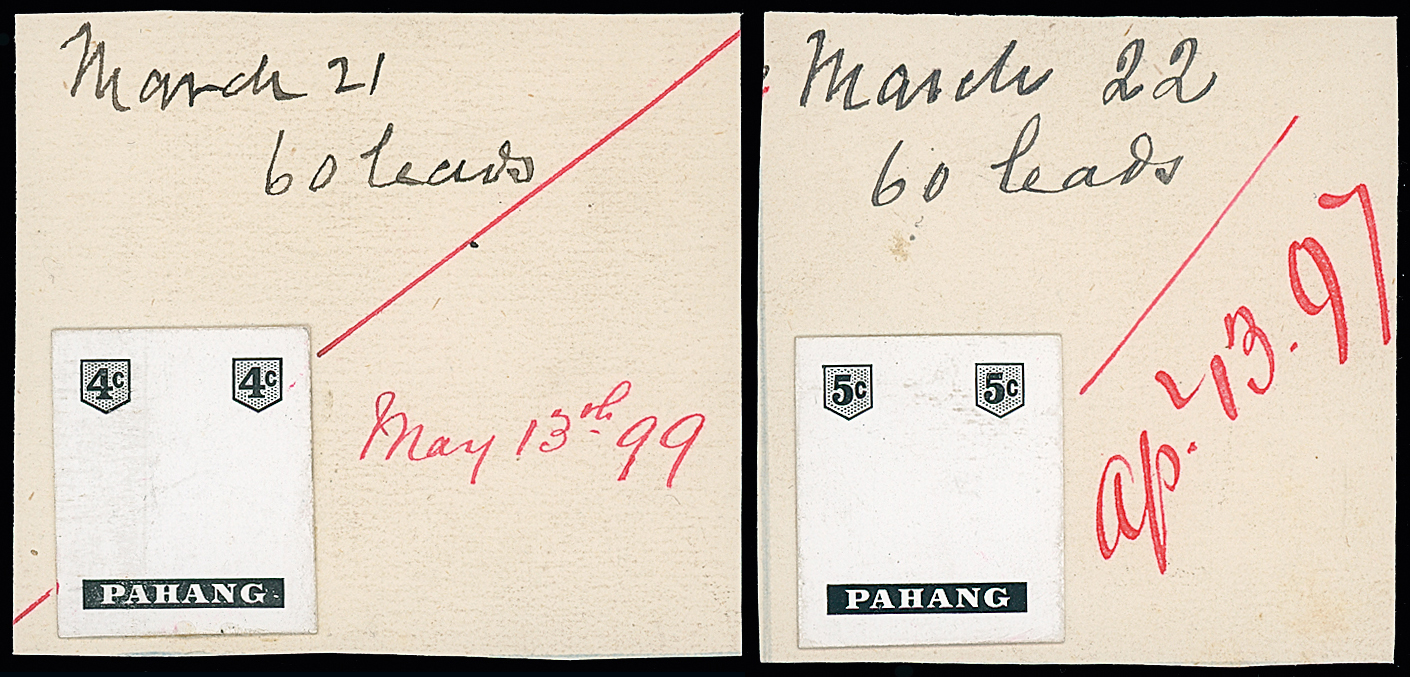 March 21
60 leads
4c 4c
May 13th 99
PAHANG
March 22
60 leads
5c 5c
ap. 13. 97
PAHANG